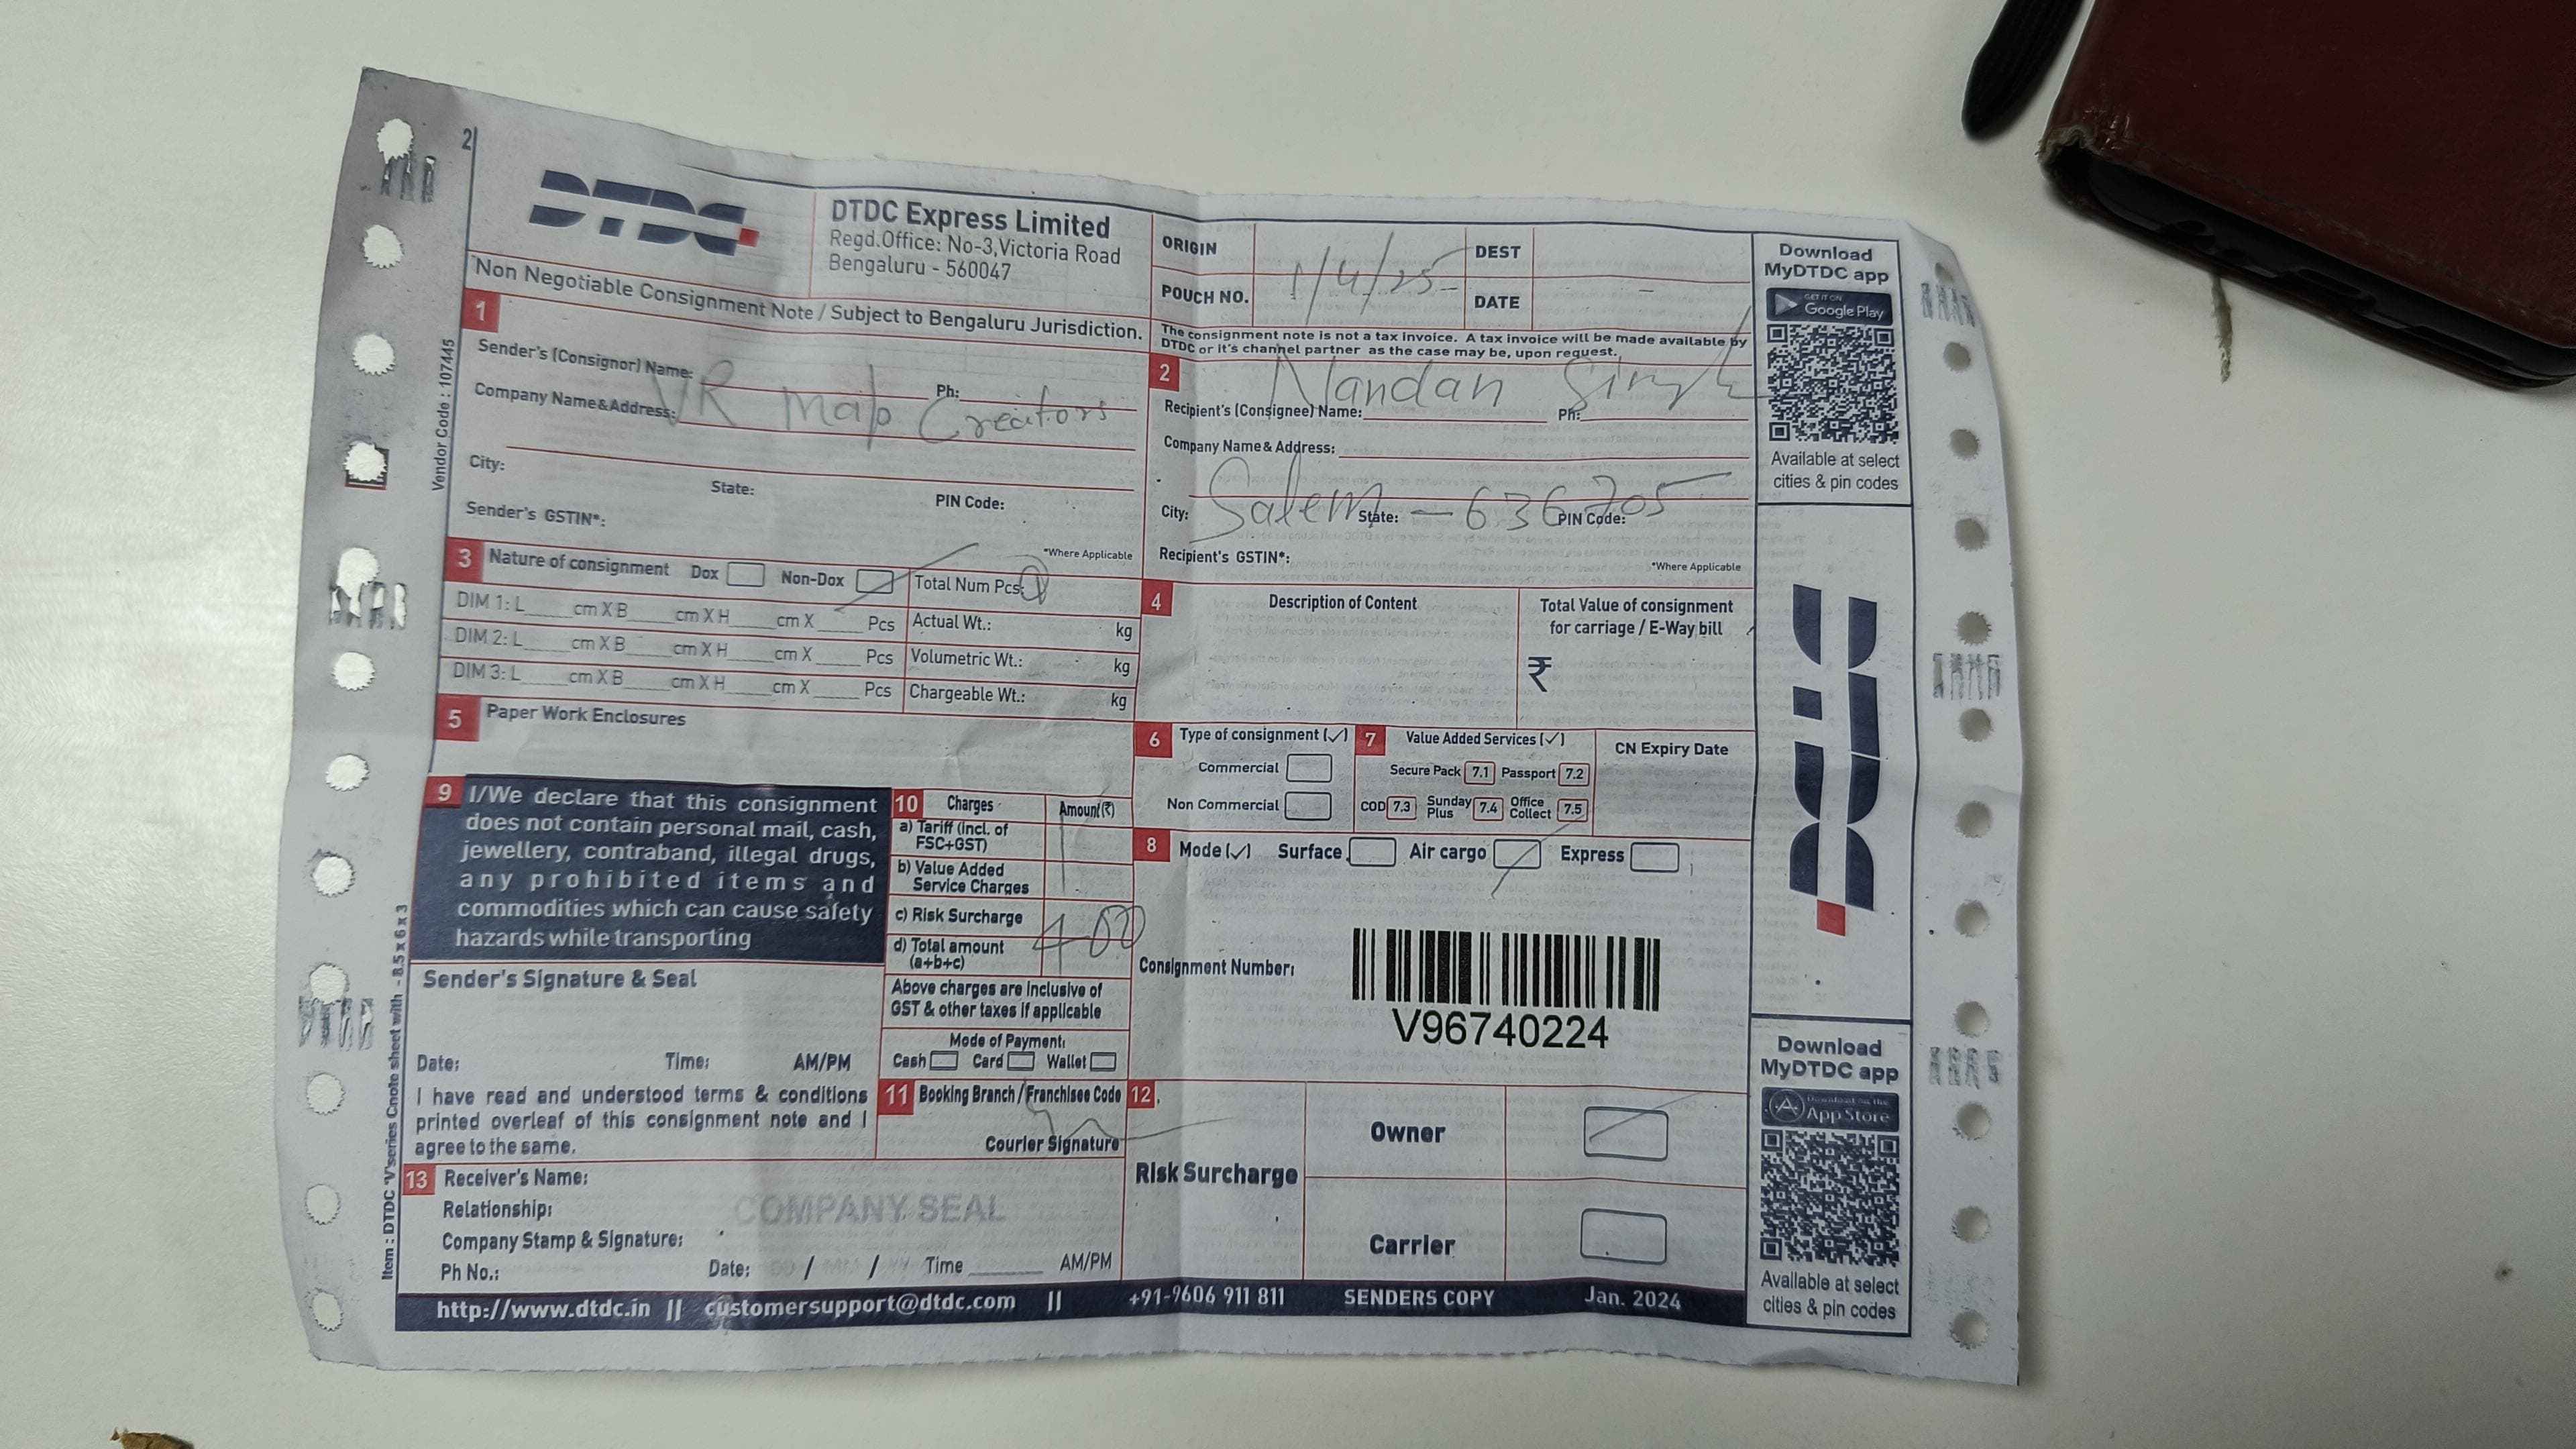 2
DTDC
DTDC Express Limited
Regd.Office: No-3,Victoria Road
Bengaluru - 560047
Non Negotiable Consignment Note / Subject to Bengaluru Jurisdiction.
ORIGIN
DEST
1/4/25
POUCH NO.
DATE
The consignment note is not a tax invoice. A tax invoice will be made available by
DTDC or it's channel partner as the case may be, upon request.
1
Sender's (Consignor) Name:
Ph:
Company Name&Address:
VR map Creators
City:
State:
PIN Code:
Sender's GSTIN*:
*Where Applicable
2
Nandan Singh
Recipient's (Consignee) Name:
Ph:
Company Name & Address:
City:
Salem - 636705
State:
PIN Code:
Recipient's GSTIN*:
*Where Applicable
3 Nature of consignment Dox Non-Dox
Total Num Pcs:
DIM 1: L cm X B cm X H cm X Pcs
Actual Wt.: kg
DIM 2: L cm X B cm X H cm X Pcs
Volumetric Wt.: kg
DIM 3: L cm X B cm X H cm X Pcs
Chargeable Wt.: kg
4
Description of Content
Total Value of consignment
for carriage / E-Way bill
₹
5 Paper Work Enclosures
6 Type of consignment (✓)
Commercial
Non Commercial
7 Value Added Services (✓)
Secure Pack 7.1 Passport 7.2
COD 7.3 Sunday Plus 7.4 Office Collect 7.5
CN Expiry Date
8 Mode (✓) Surface Air cargo Express
9 I/We declare that this consignment
does not contain personal mail, cash,
jewellery, contraband, illegal drugs,
any prohibited items and
commodities which can cause safety
hazards while transporting
10 Charges Amount(₹)
a) Tariff (incl. of
FSC+GST)
b) Value Added
Service Charges
c) Risk Surcharge
d) Total amount
(a+b+c)
400
Above charges are inclusive of
GST & other taxes if applicable
Mode of Payment:
Cash Card Wallet
Consignment Number:
V96740224
Sender's Signature & Seal
Date: Time: AM/PM
I have read and understood terms & conditions
printed overleaf of this consignment note and I
agree to the same.
11 Booking Branch / Franchisee Code
Courier Signature
12.
Risk Surcharge
Owner
Carrier
13 Receiver's Name:
Relationship:
COMPANY SEAL
Company Stamp & Signature:
Ph No.: Date: DD / MM / YY Time AM/PM
http://www.dtdc.in || customersupport@dtdc.com || +91-9606 911 811 SENDERS COPY Jan. 2024
Download
MyDTDC app
GET IT ON
Google Play
Available at select
cities & pin codes
DTDC
Download
MyDTDC app
Download on the
App Store
Available at select
cities & pin codes
Vendor Code : 107445
Item : DTDC 'V'series Cnote sheet with - 8.5 x 6 x 3